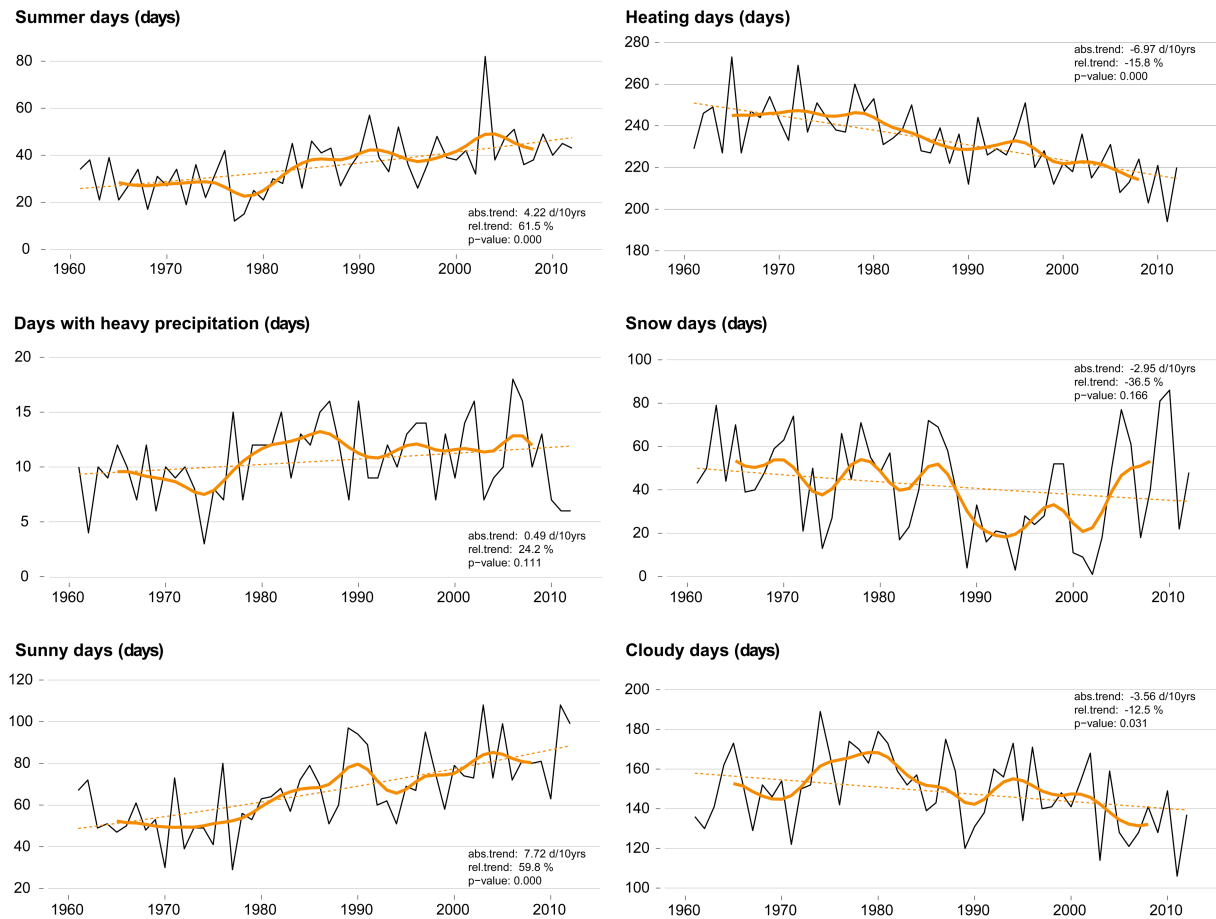 Summer days (days)
80
60
40
20
0
1960 1970 1980 1990 2000 2010
abs.trend: 4.22 d/10yrs
rel.trend: 61.5 %
p−value: 0.000
Heating days (days)
280
260
240
220
200
180
1960 1970 1980 1990 2000 2010
abs.trend: -6.97 d/10yrs
rel.trend: -15.8 %
p−value: 0.000
Days with heavy precipitation (days)
20
15
10
5
0
1960 1970 1980 1990 2000 2010
abs.trend: 0.49 d/10yrs
rel.trend: 24.2 %
p−value: 0.111
Snow days (days)
100
80
60
40
20
0
1960 1970 1980 1990 2000 2010
abs.trend: -2.95 d/10yrs
rel.trend: -36.5 %
p−value: 0.166
Sunny days (days)
120
100
80
60
40
20
1960 1970 1980 1990 2000 2010
abs.trend: 7.72 d/10yrs
rel.trend: 59.8 %
p−value: 0.000
Cloudy days (days)
200
180
160
140
120
100
1960 1970 1980 1990 2000 2010
abs.trend: -3.56 d/10yrs
rel.trend: -12.5 %
p−value: 0.031